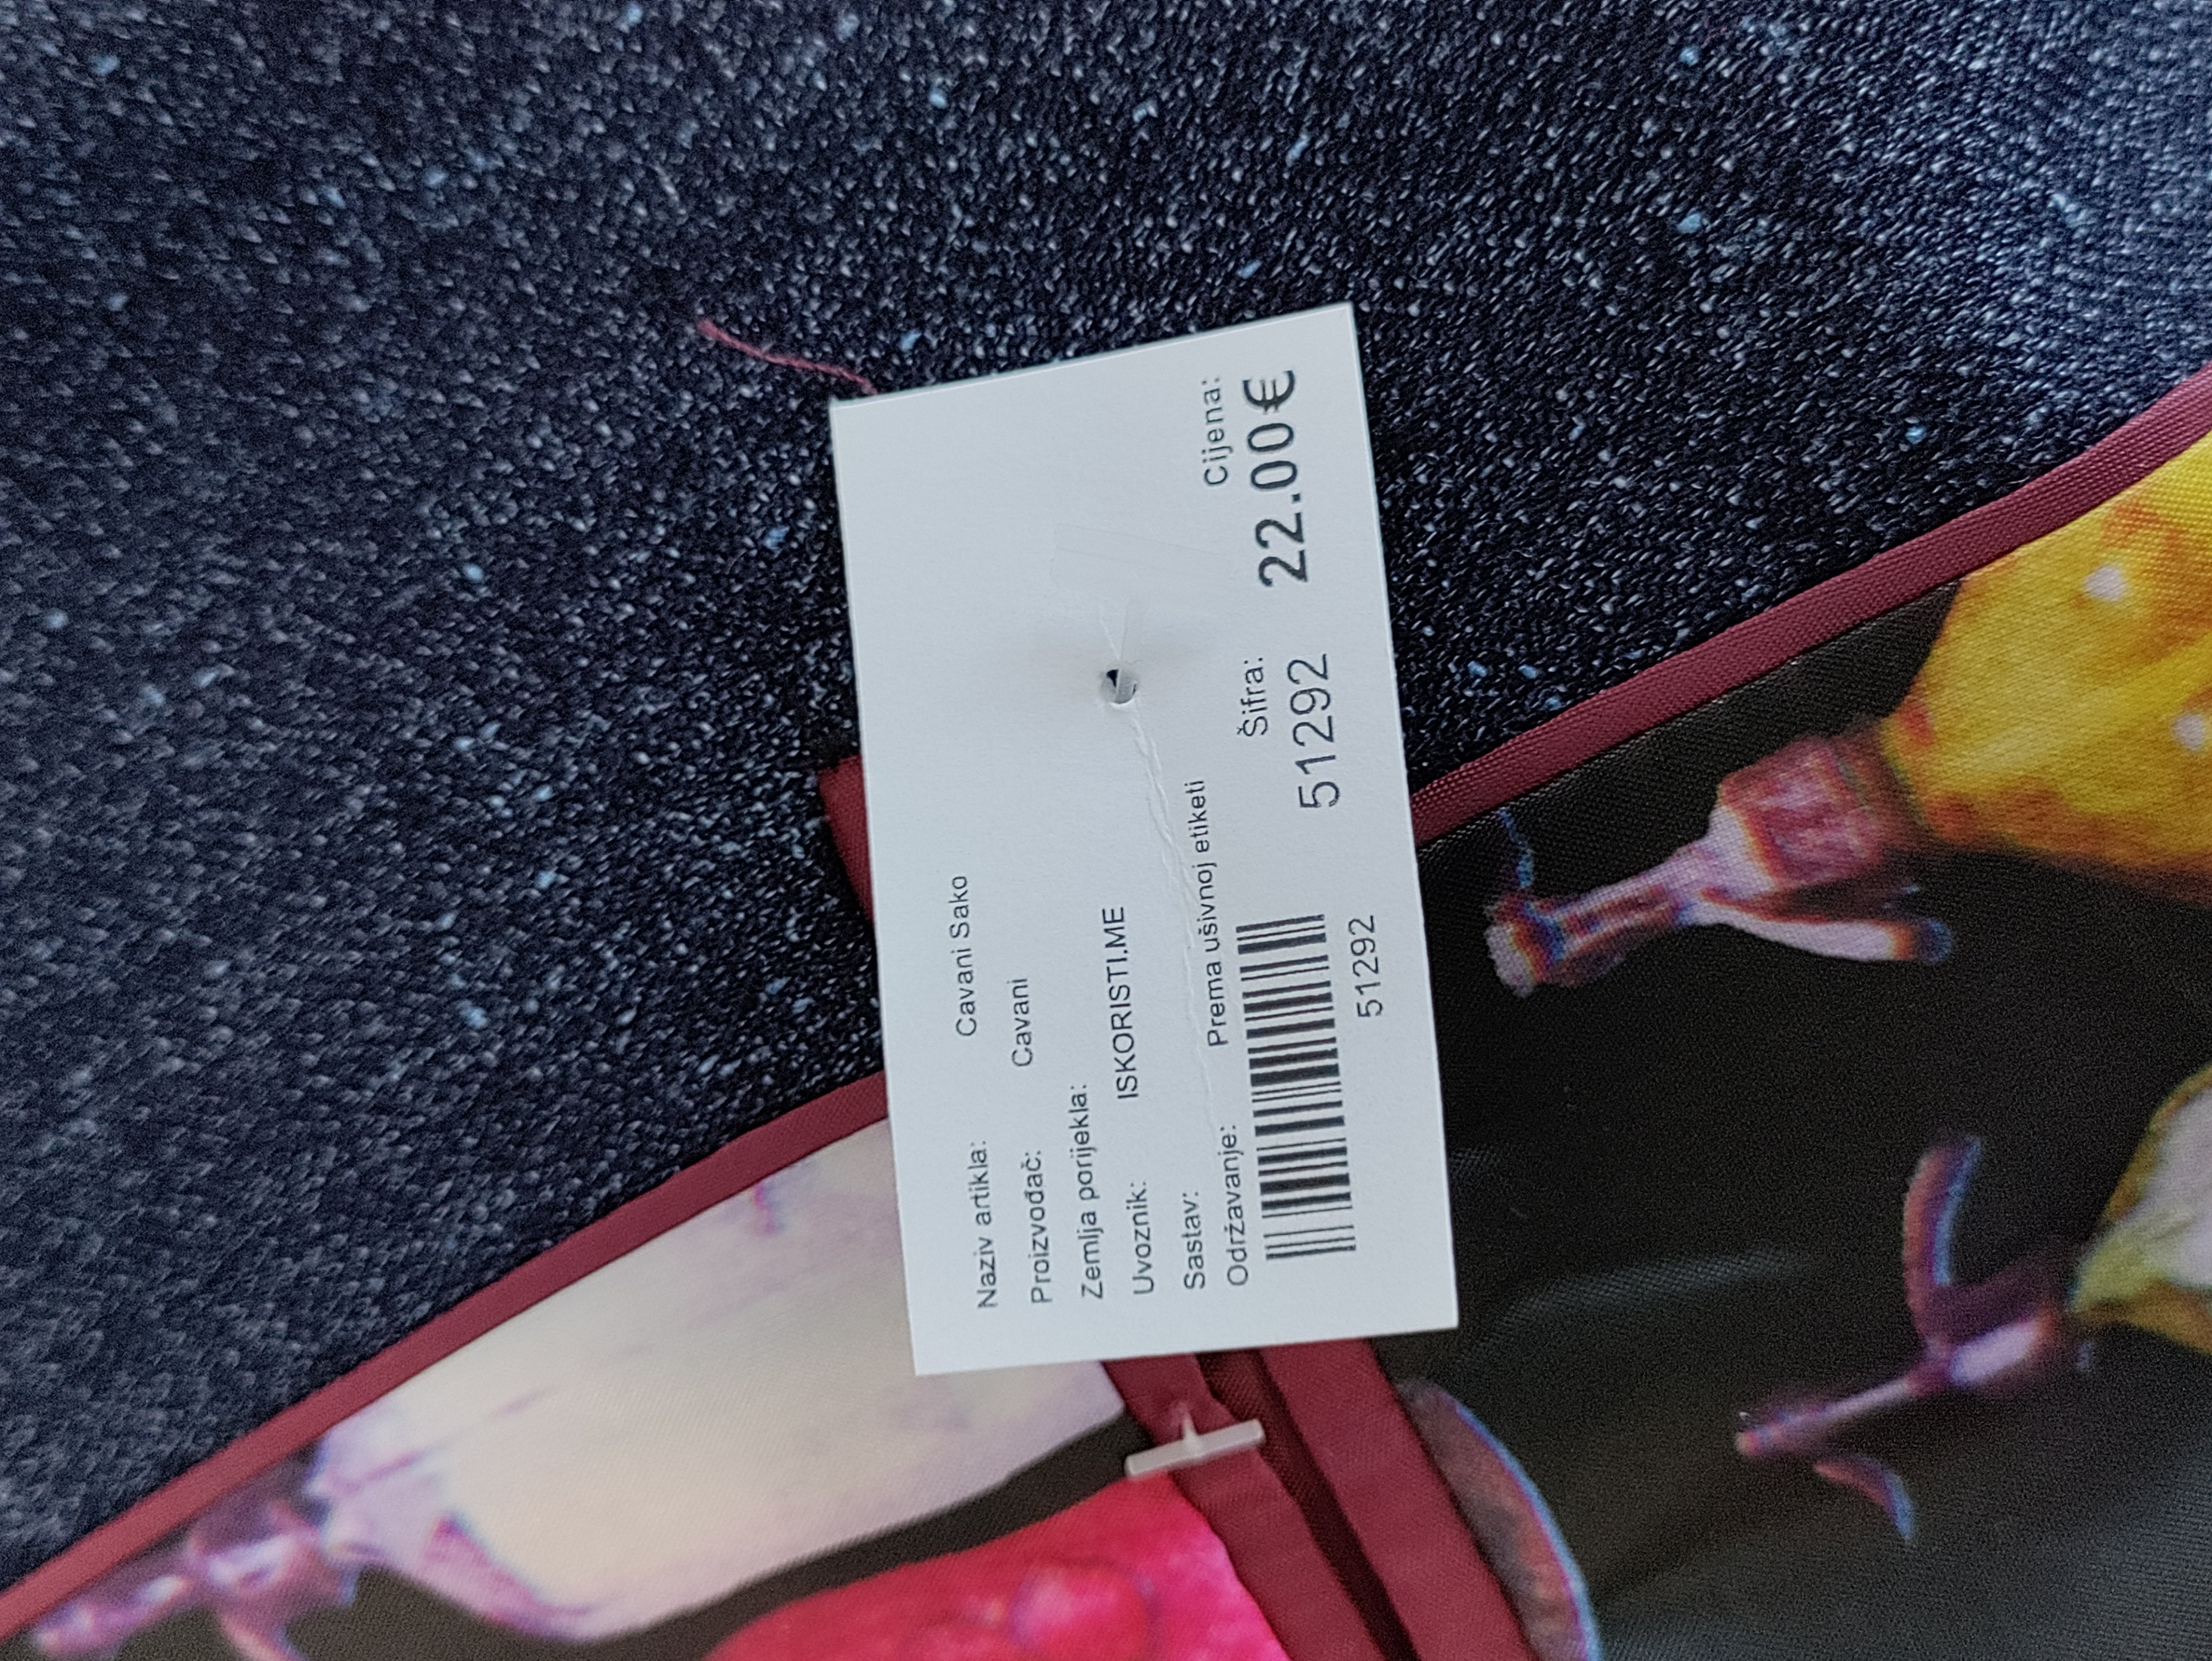 Naziv artikla: Cavani Sako
Proizvođač: Cavani
Zemlja porijekla:
Uvoznik: ISKORISTI.ME
Sastav:
Održavanje: Prema ušivnoj etiketi
Šifra: Cijena:
51292 22.00€
51292